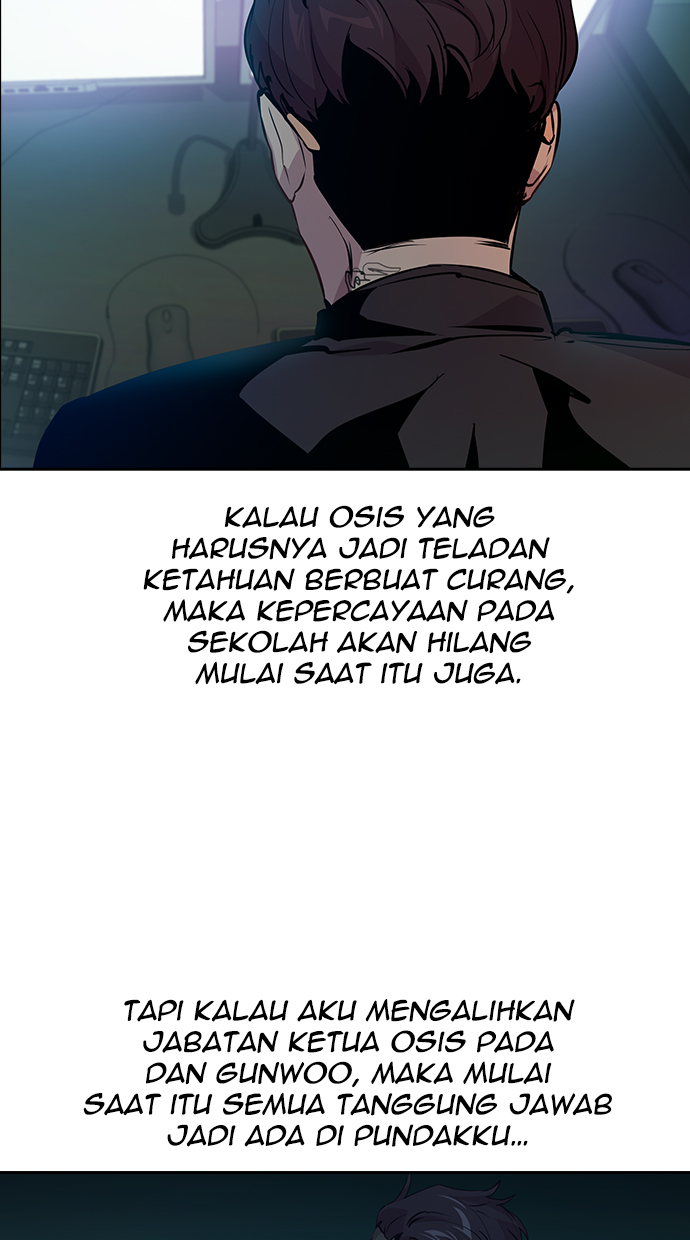 KALAU OSIS YANG
HARUSNYA JADI TELADAN
KETAHUAN BERBUAT CURANG,
MAKA KEPERCAYAAN PADA
SEKOLAH AKAN HILANG
MULAI SAAT ITU JUGA.
TAPI KALAU AKU MENGALIHKAN
JABATAN KETUA OSIS PADA
DAN GUNWOO, MAKA MULAI
SAAT ITU SEMUA TANGGUNG JAWAB
JADI ADA DI PUNDAKKU...